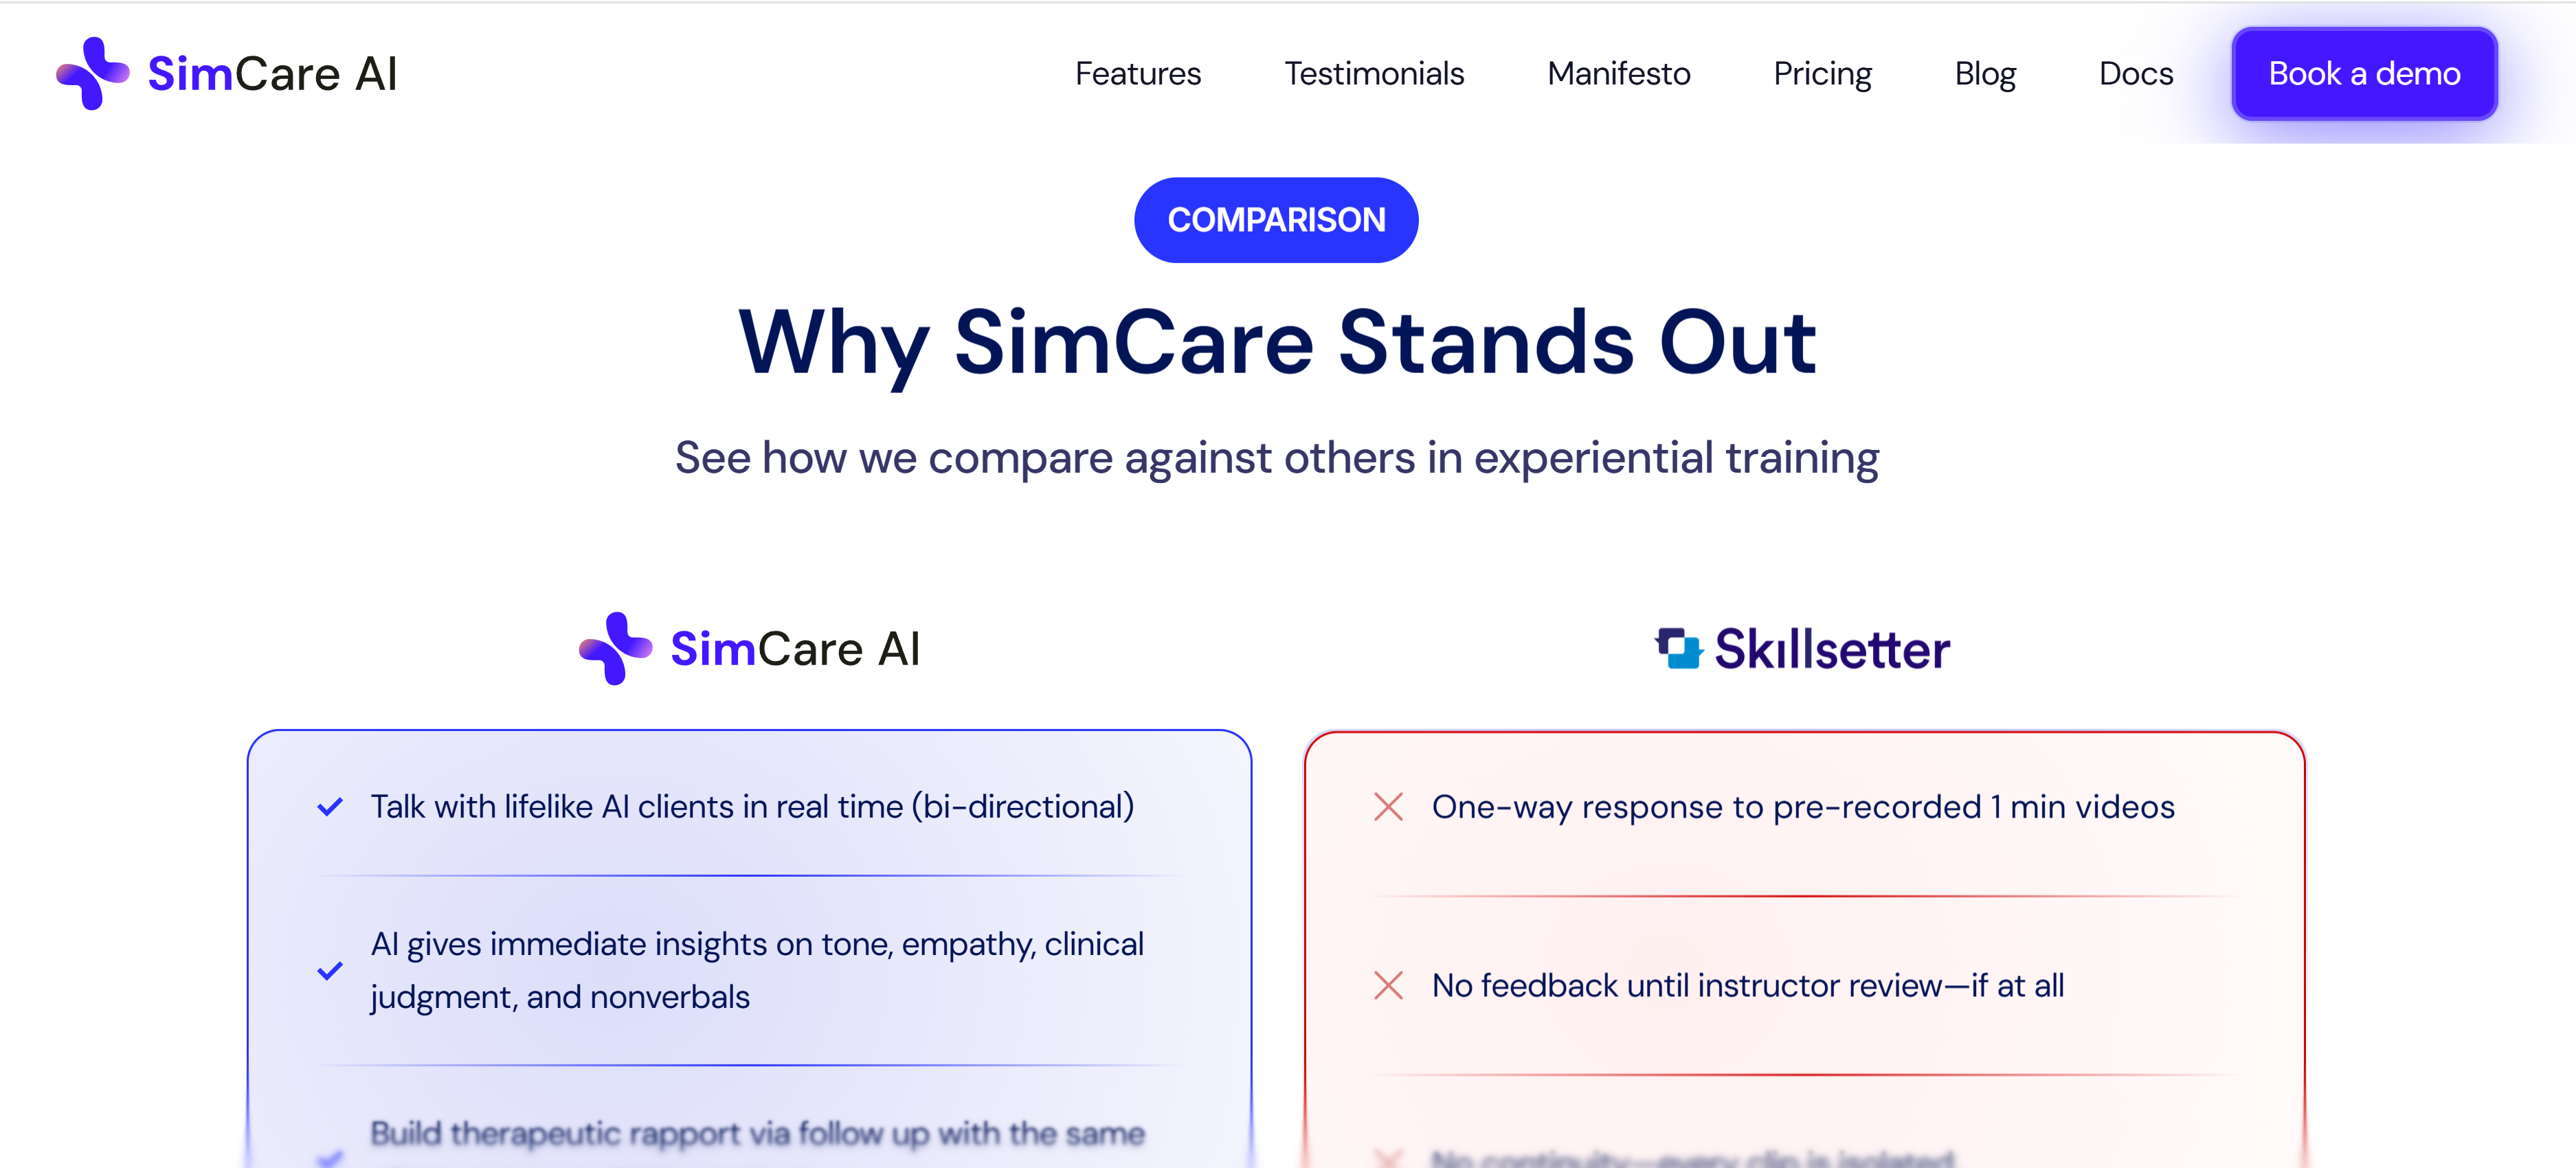 SimCare AI
Features
Testimonials
Manifesto
Pricing
Blog
Docs
Book a demo
COMPARISON
Why SimCare Stands Out
See how we compare against others in experiential training
SimCare AI
Skillsetter
Talk with lifelike AI clients in real time (bi-directional)
One-way response to pre-recorded 1 min videos
AI gives immediate insights on tone, empathy, clinical
judgment, and nonverbals
No feedback until instructor review—if at all
Build therapeutic rapport via follow up with the same
No continuity—every clip is isolated